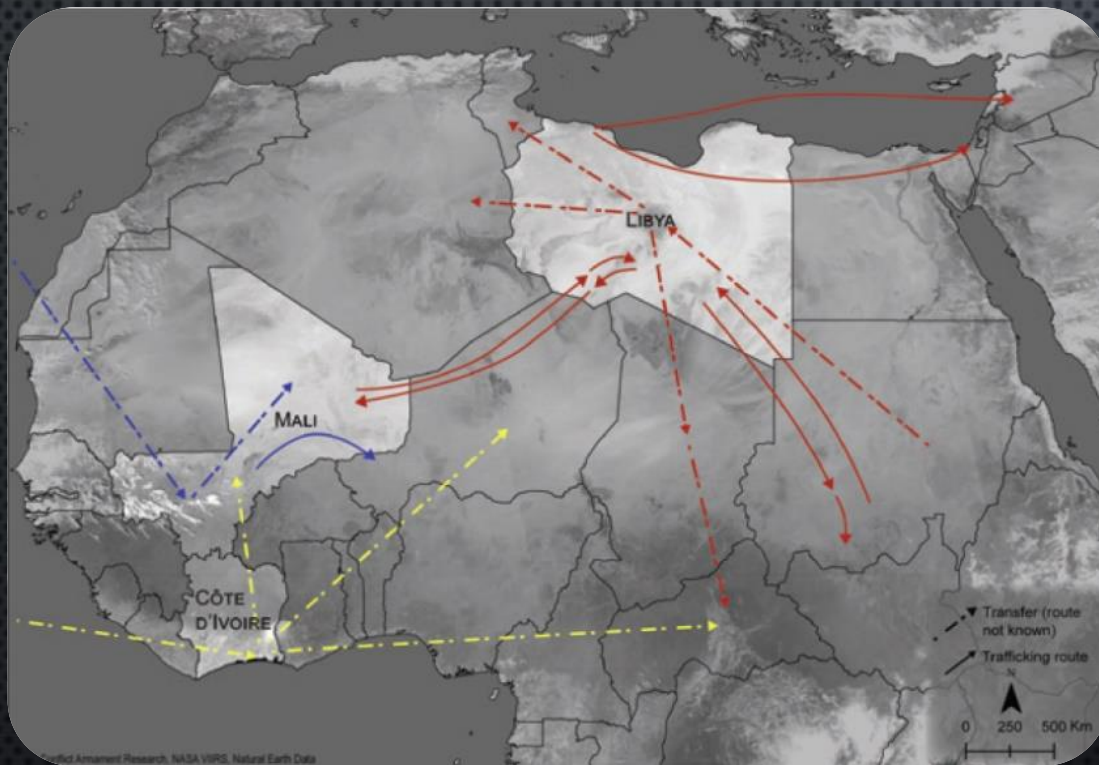 LIBYA
MALI
CÔTE
D'IVOIRE
Transfer (route
not known)
Trafficking route
N
0 250 500 Km
Conflict Armament Research, NASA VIIRS, Natural Earth Data